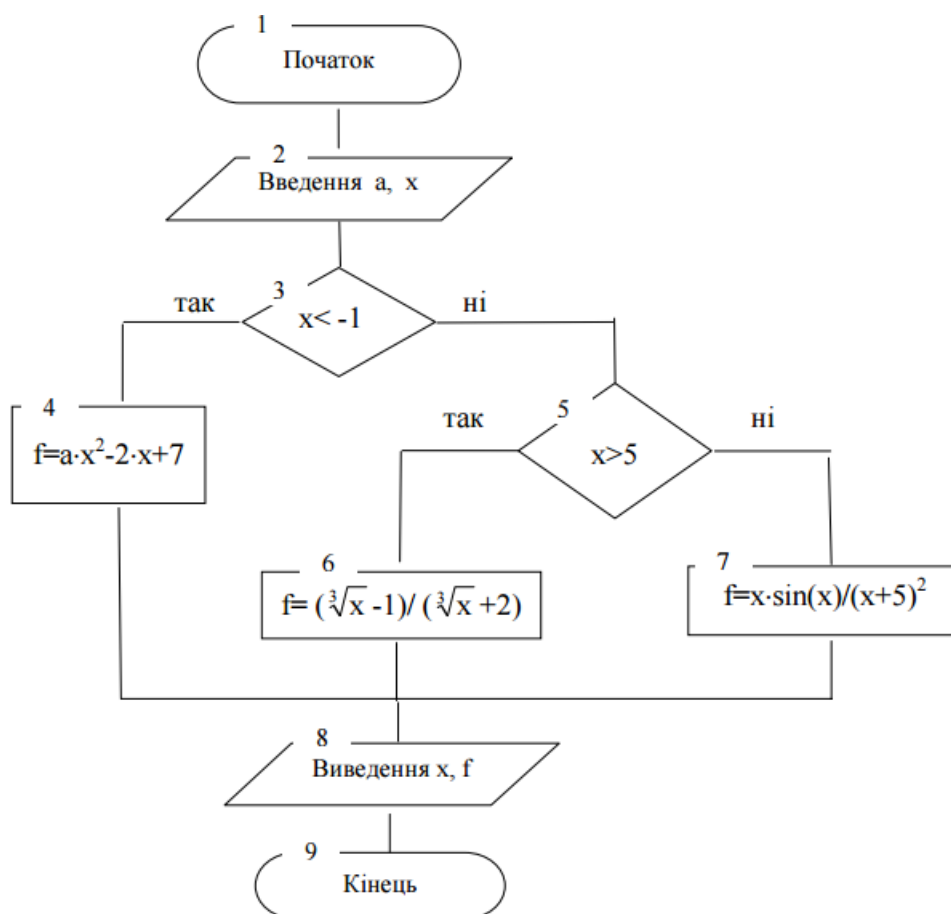 1
Початок
2
Введення a, x
3
так
ні
x< -1
4
f=a·x²-2·x+7
5
так
ні
x>5
6
f= (∛x -1)/ (∛x +2)
7
f=x·sin(x)/(x+5)²
8
Виведення x, f
9
Кінець